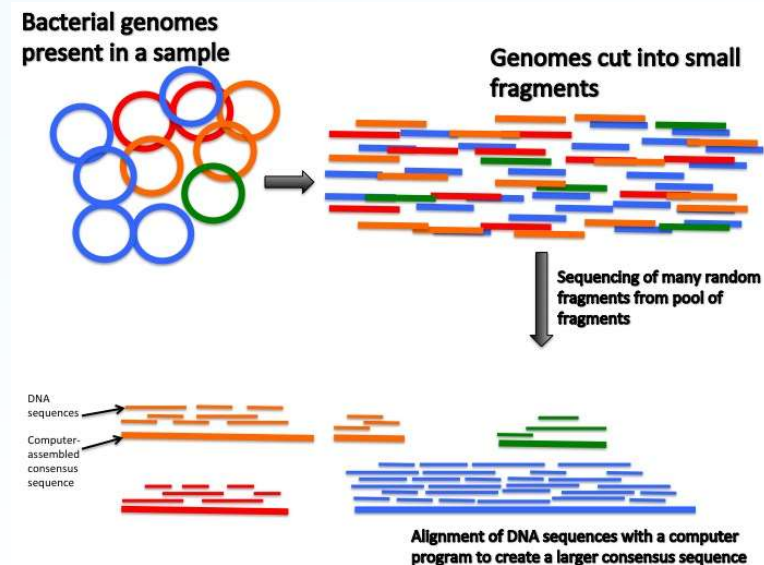 Bacterial genomes
present in a sample
Genomes cut into small
fragments
Sequencing of many random
fragments from pool of
fragments
DNA
sequences
Computer-
assembled
consensus
sequence
Alignment of DNA sequences with a computer
program to create a larger consensus sequence